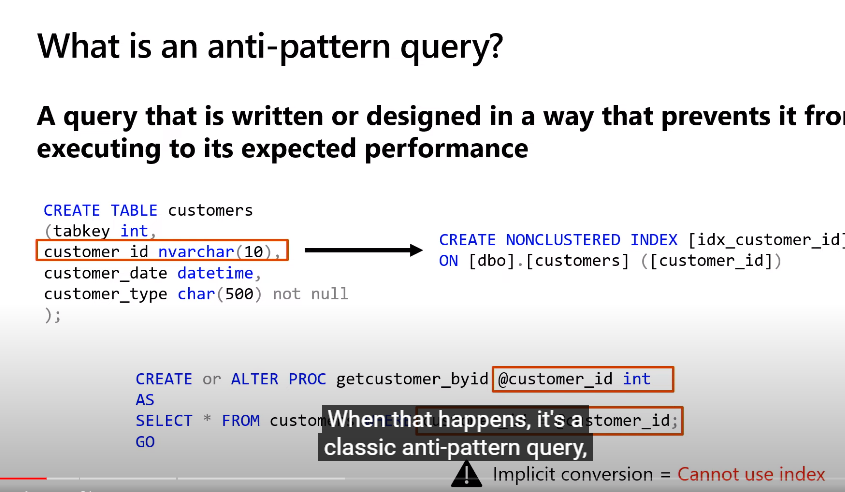 What is an anti-pattern query?
A query that is written or designed in a way that prevents it from
executing to its expected performance
CREATE TABLE customers
(tabkey int,
customer_id nvarchar(10),
customer_date datetime,
customer_type char(500) not null
);
CREATE NONCLUSTERED INDEX [idx_customer_id]
ON [dbo].[customers] ([customer_id])
CREATE or ALTER PROC getcustomer_byid @customer_id int
AS
SELECT * FROM custom stomer_id;
GO
When that happens, it's a
classic anti-pattern query,
Implicit conversion = Cannot use index